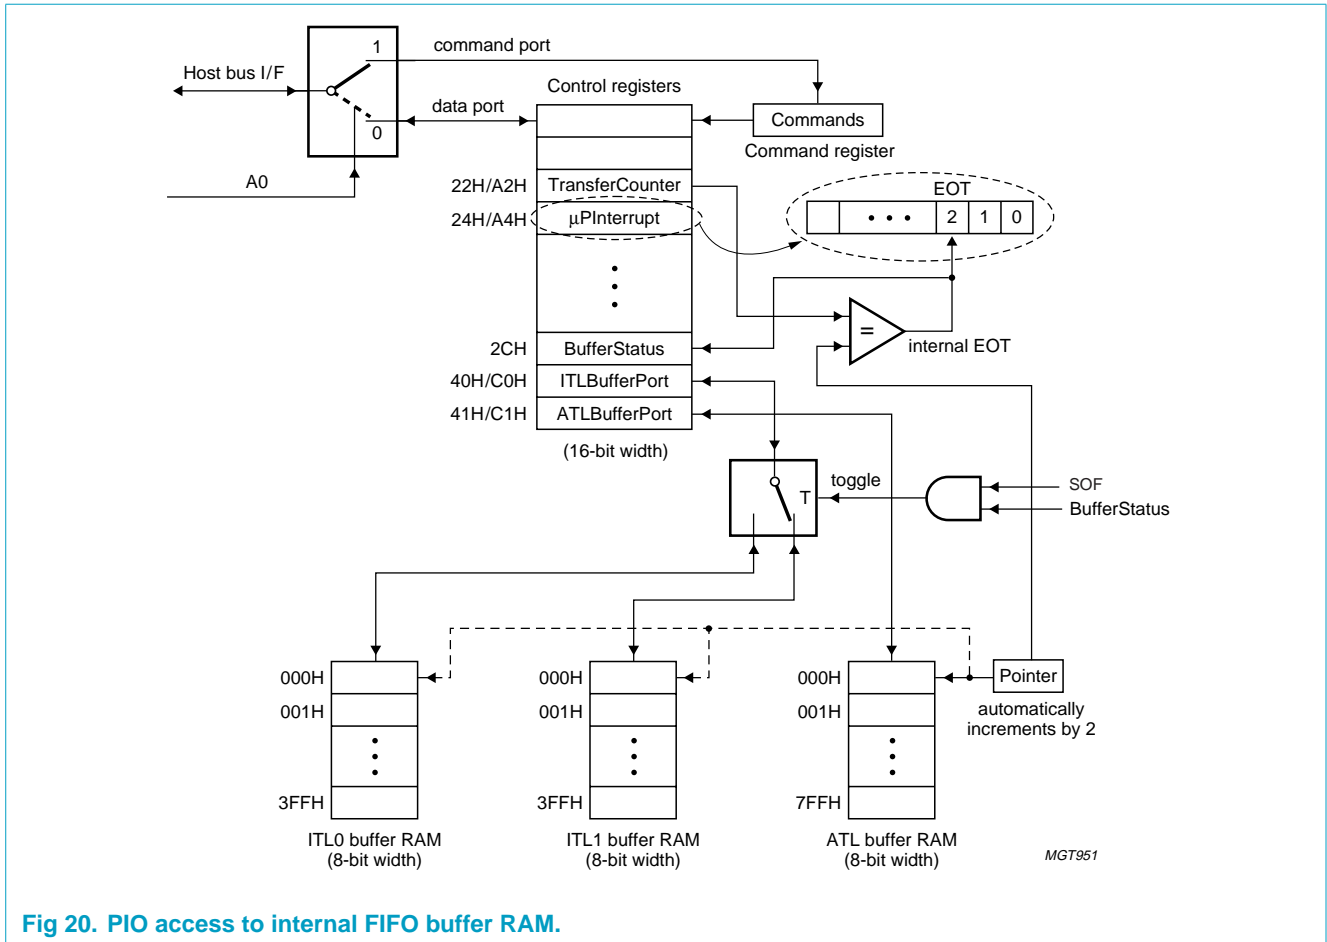 1
command port
Host bus I/F
Control registers
data port
0
Commands
Command register
A0
22H/A2H TransferCounter
EOT
24H/A4H μPInterrupt
• • • 2 1 0
=
internal EOT
2CH BufferStatus
40H/C0H ITLBufferPort
41H/C1H ATLBufferPort
(16-bit width)
toggle
T
SOF
BufferStatus
000H 000H 000H Pointer
001H 001H 001H automatically
increments by 2
3FFH 3FFH 7FFH
ITL0 buffer RAM ITL1 buffer RAM ATL buffer RAM
(8-bit width) (8-bit width) (8-bit width)
MGT951
Fig 20. PIO access to internal FIFO buffer RAM.